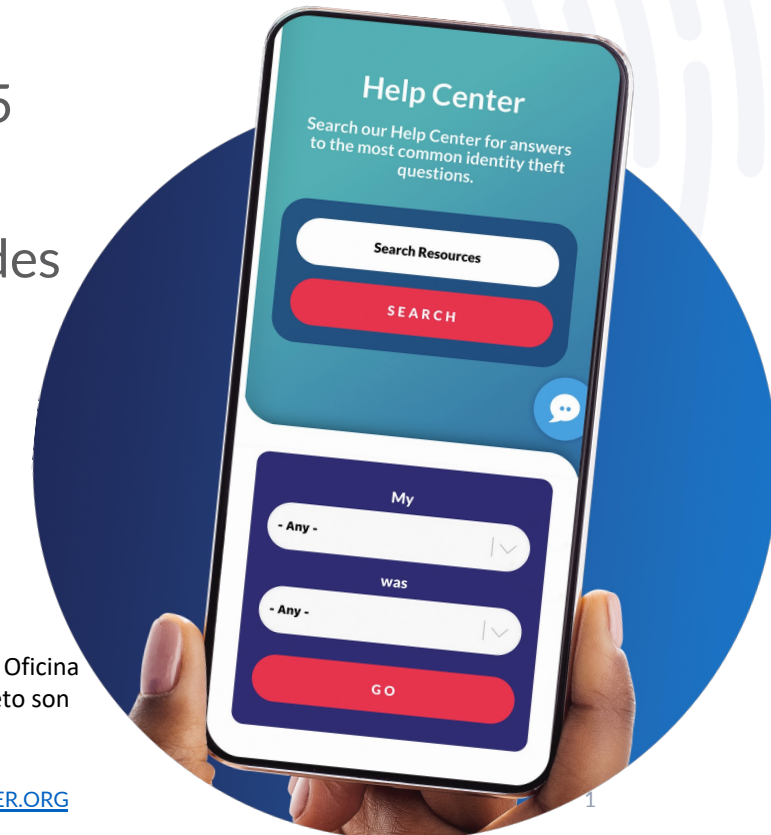 5
des
Help Center
Search our Help Center for answers
to the most common identity theft
questions.
Search Resources
SEARCH
My
- Any -
was
- Any -
GO
Oficina
eto son
ER.ORG
1